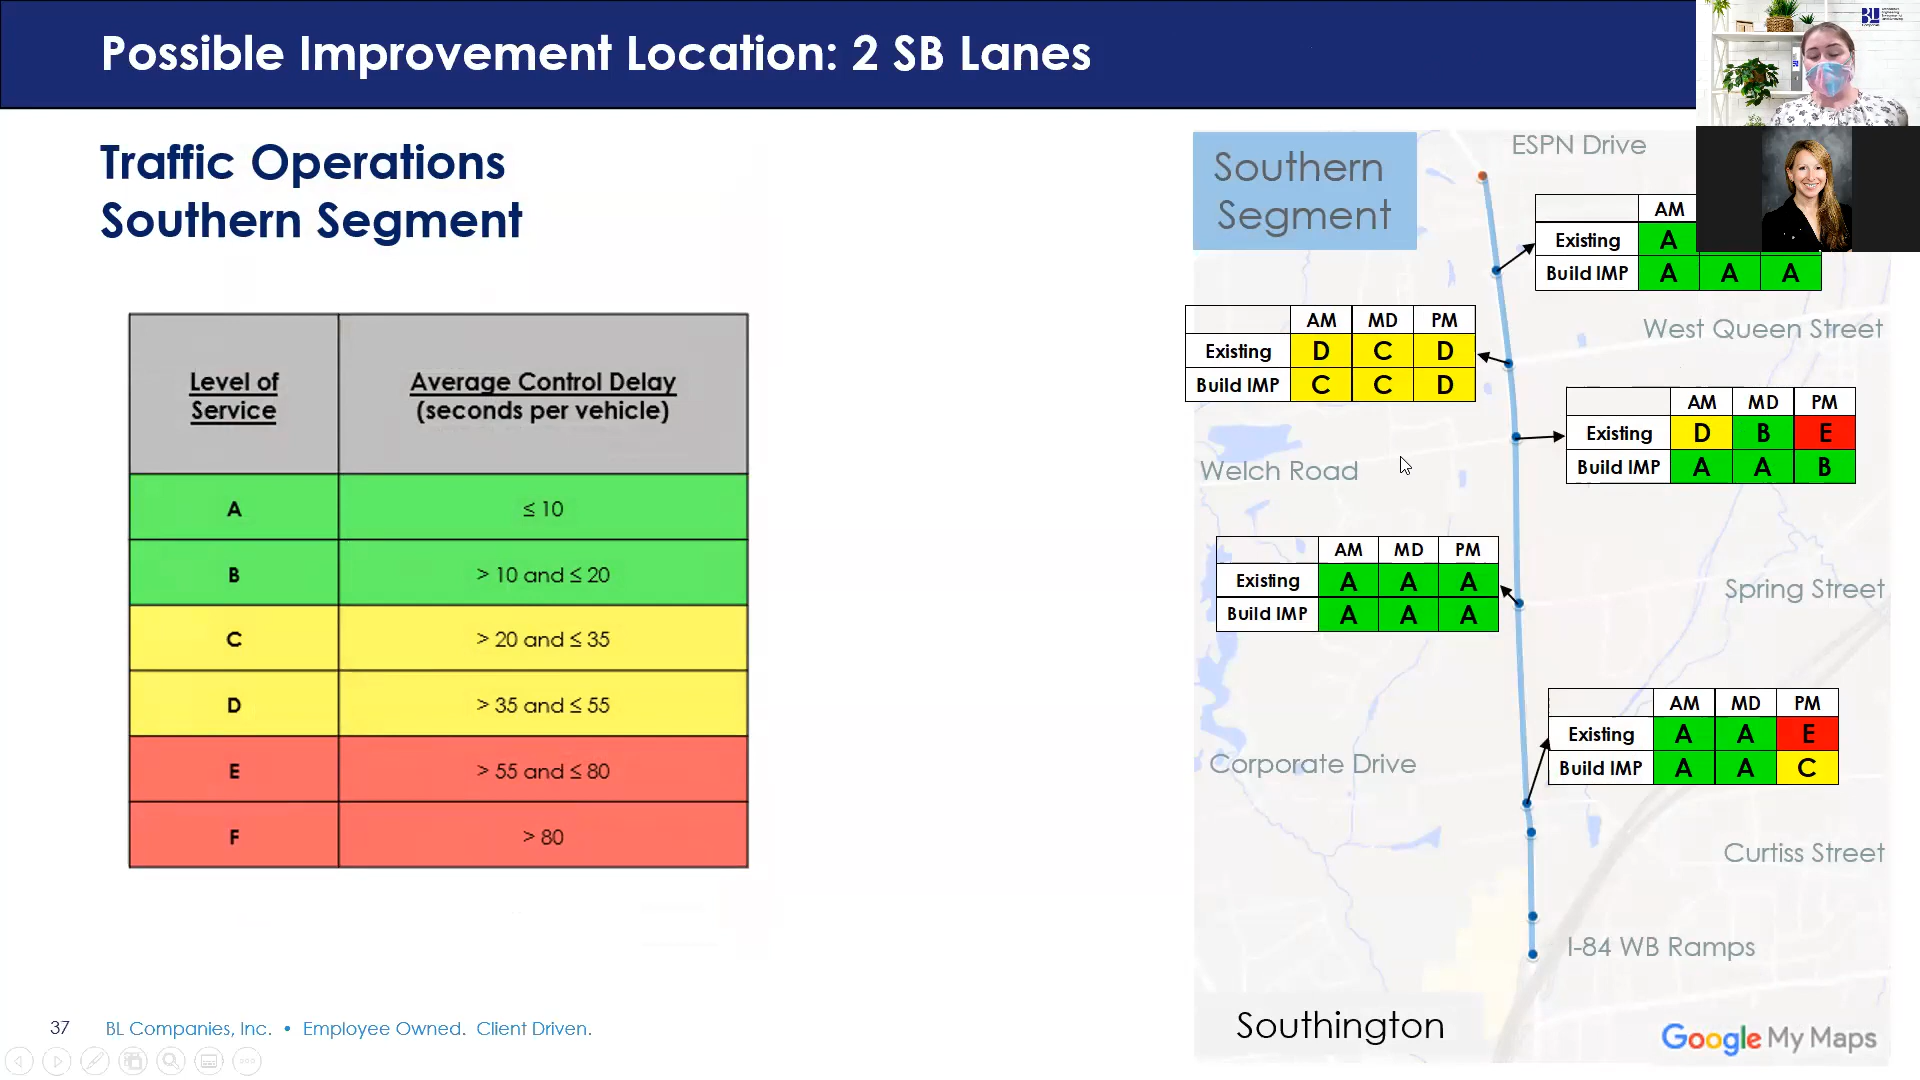 Possible Improvement Location: 2 SB Lanes
Traffic Operations
Southern Segment
Level of Service
Average Control Delay (seconds per vehicle)
A ≤ 10
B > 10 and ≤ 20
C > 20 and ≤ 35
D > 35 and ≤ 55
E > 55 and ≤ 80
F > 80
Southern
Segment
ESPN Drive
AM
Existing A
Build IMP A A A
West Queen Street
AM MD PM
Existing D C D
Build IMP C C D
AM MD PM
Existing D B E
Build IMP A A B
Welch Road
AM MD PM
Existing A A A
Build IMP A A A
Spring Street
AM MD PM
Existing A A E
Build IMP A A C
Corporate Drive
Curtiss Street
I-84 WB Ramps
Southington
Google My Maps
37 BL Companies, Inc. • Employee Owned. Client Driven.